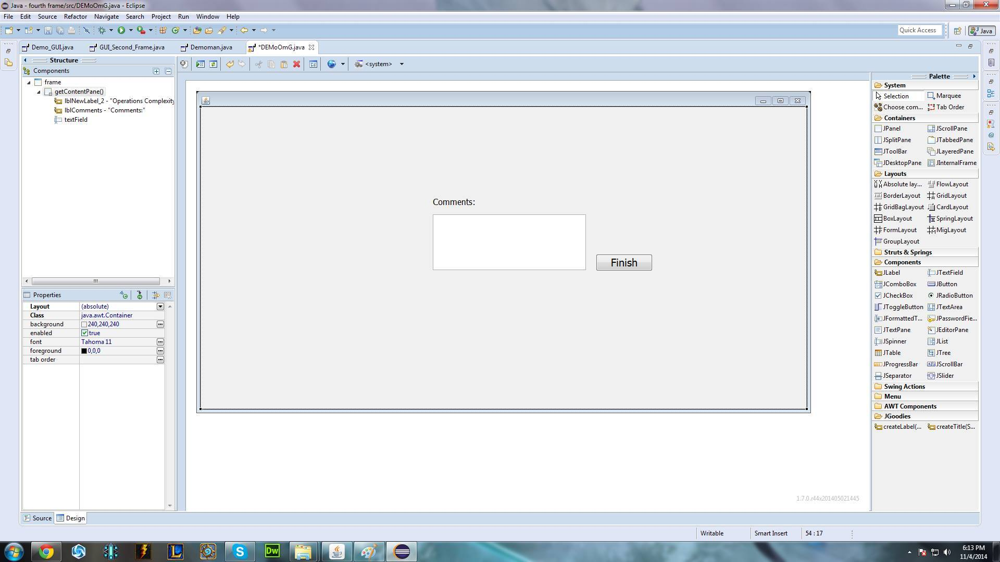 Java - fourth frame/src/DEMoOmG.java - Eclipse
File Edit Source Refactor Navigate Search Project Run Window Help
Quick Access
Java
Demo_GUI.java GUI_Second_Frame.java Demoman.java *DEMoOmG.java
Structure
Components
frame
getContentPane()
lblNewLabel_2 - "Operations Complexity
lblComments - "Comments:"
textField
<system>
Comments:
Finish
1.7.0.r44x201405021445
Properties
Layout (absolute)
Class java.awt.Container
background 240,240,240
enabled true
font Tahoma 11
foreground 0,0,0
tab order
Source Design
Palette
System
Selection Marquee
Choose com... Tab Order
Containers
JPanel JScrollPane
JSplitPane JTabbedPane
JToolBar JLayeredPane
JDesktopPane JInternalFrame
Layouts
Absolute lay... FlowLayout
BorderLayout GridLayout
GridBagLayout CardLayout
BoxLayout SpringLayout
FormLayout MigLayout
GroupLayout
Struts & Springs
Components
JLabel JTextField
JComboBox JButton
JCheckBox JRadioButton
JToggleButton JTextArea
JFormattedT... JPasswordFie...
JTextPane JEditorPane
JSpinner JList
JTable JTree
JProgressBar JScrollBar
JSeparator JSlider
Swing Actions
Menu
AWT Components
JGoodies
createLabel(... createTitle(S...
Writable Smart Insert 54 : 17
S Dw
6:13 PM
11/4/2014